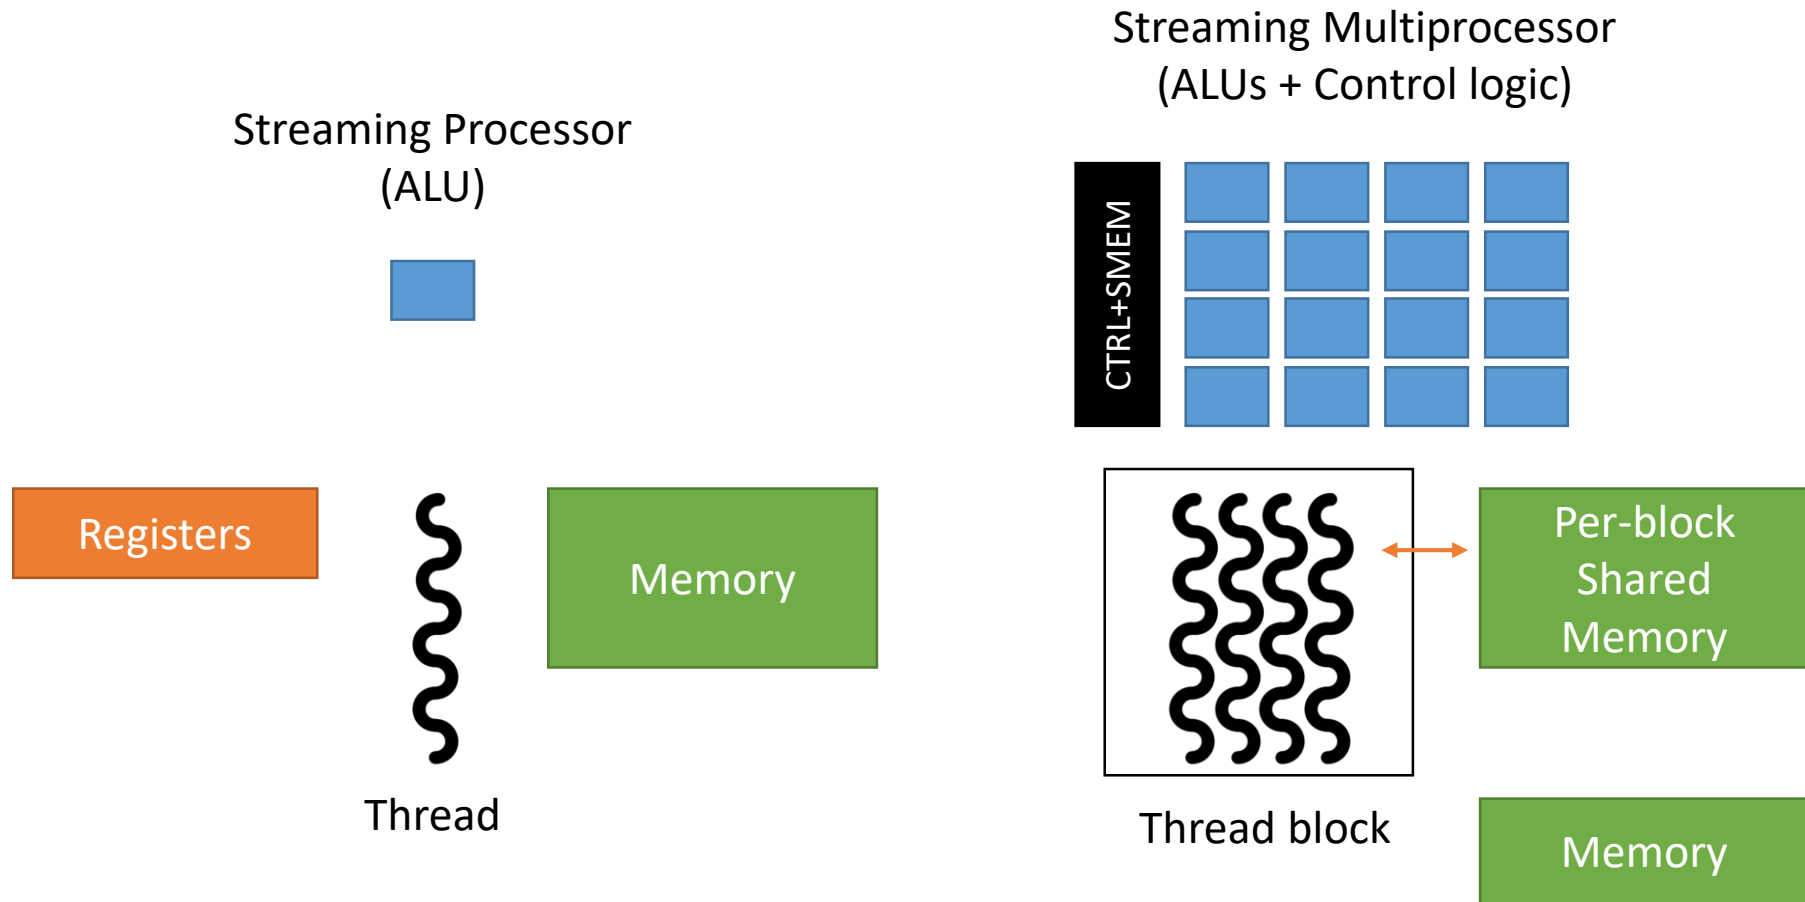 Streaming Processor
(ALU)
Registers
Memory
Thread
Streaming Multiprocessor
(ALUs + Control logic)
CTRL+SMEM
Per-block
Shared
Memory
Thread block
Memory